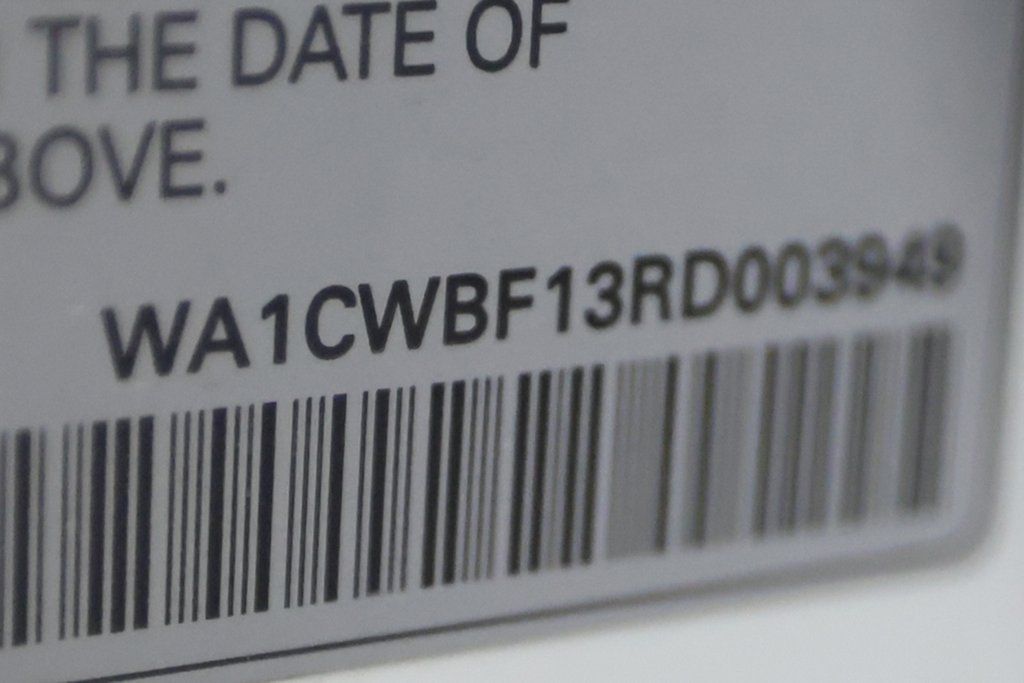 THE DATE OF
BOVE.
WA1CWBF13RD003949